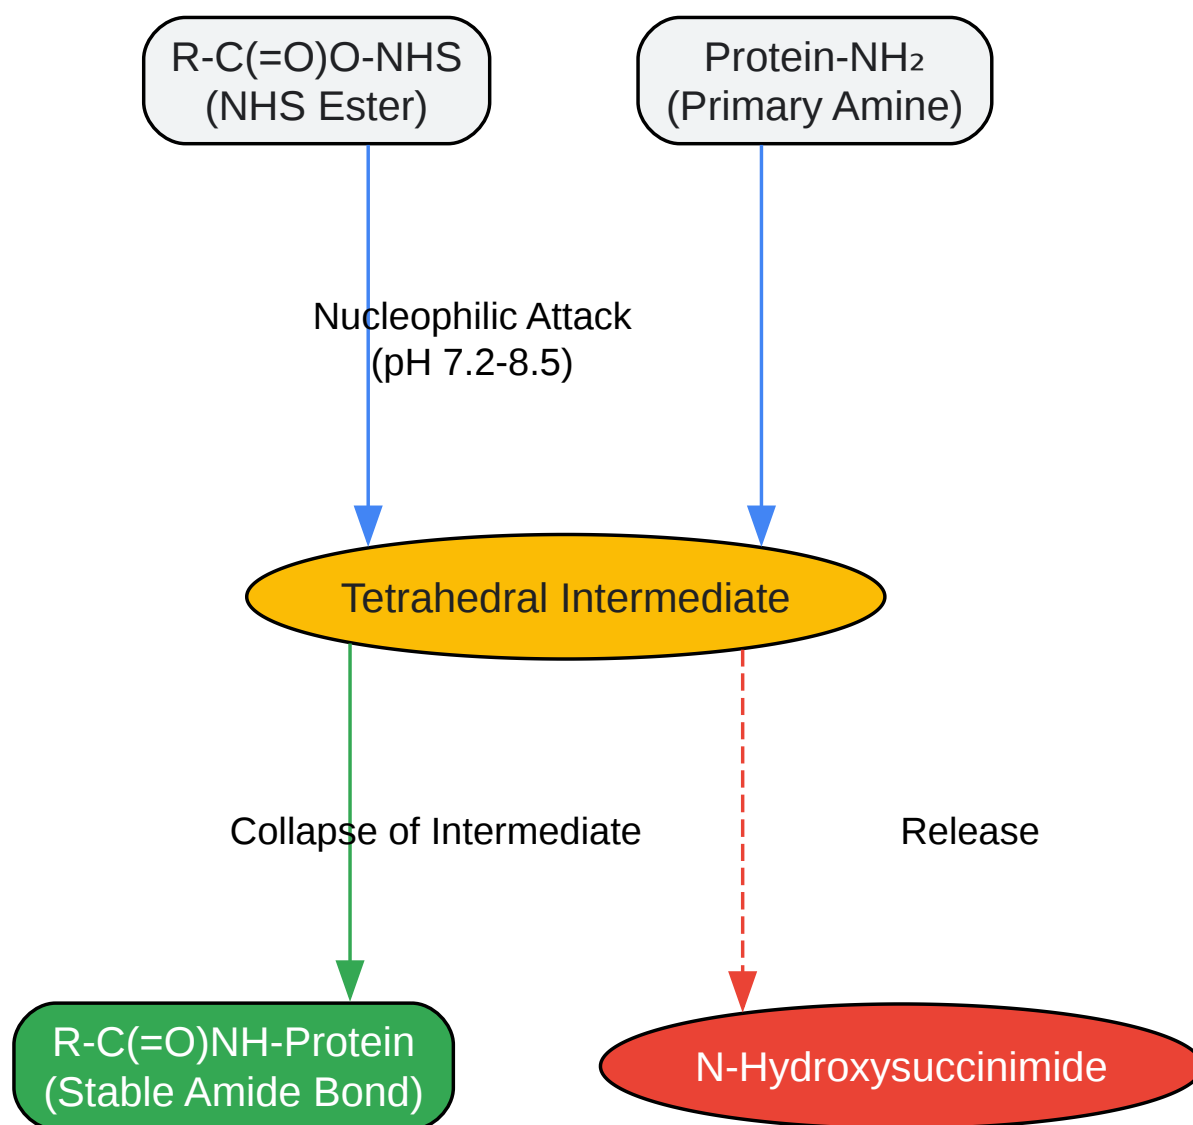 R-C(=O)O-NHS
(NHS Ester)
Protein-NH₂
(Primary Amine)
Nucleophilic Attack
(pH 7.2-8.5)
Tetrahedral Intermediate
Collapse of Intermediate
Release
R-C(=O)NH-Protein
(Stable Amide Bond)
N-Hydroxysuccinimide